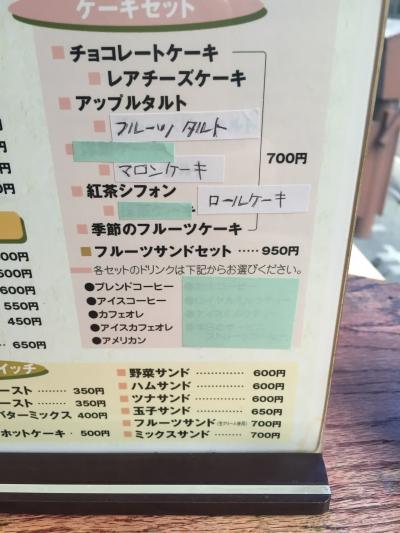 ケーキセット
チョコレートケーキ
レアチーズケーキ
アップルタルト
フルーツ タルト
マロンケーキ
700円
紅茶シフォン
ロールケーキ
季節のフルーツケーキ
フルーツサンドセット ····· 950円
各セットのドリンクは下記からお選びください。
●ブレンドコーヒー
●アイスコーヒー
●カフェオレ
●アイスカフェオレ
●アメリカン
600円
550円
450円
650円
イッチ
ースト ········ 350円
ースト ········ 350円
バターミックス 400円
ホットケーキ · 500円
野菜サンド ············ 600円
ハムサンド ············ 600円
ツナサンド ············ 600円
玉子サンド ············ 650円
フルーツサンド(生クリーム使用) 700円
ミックスサンド ········ 700円